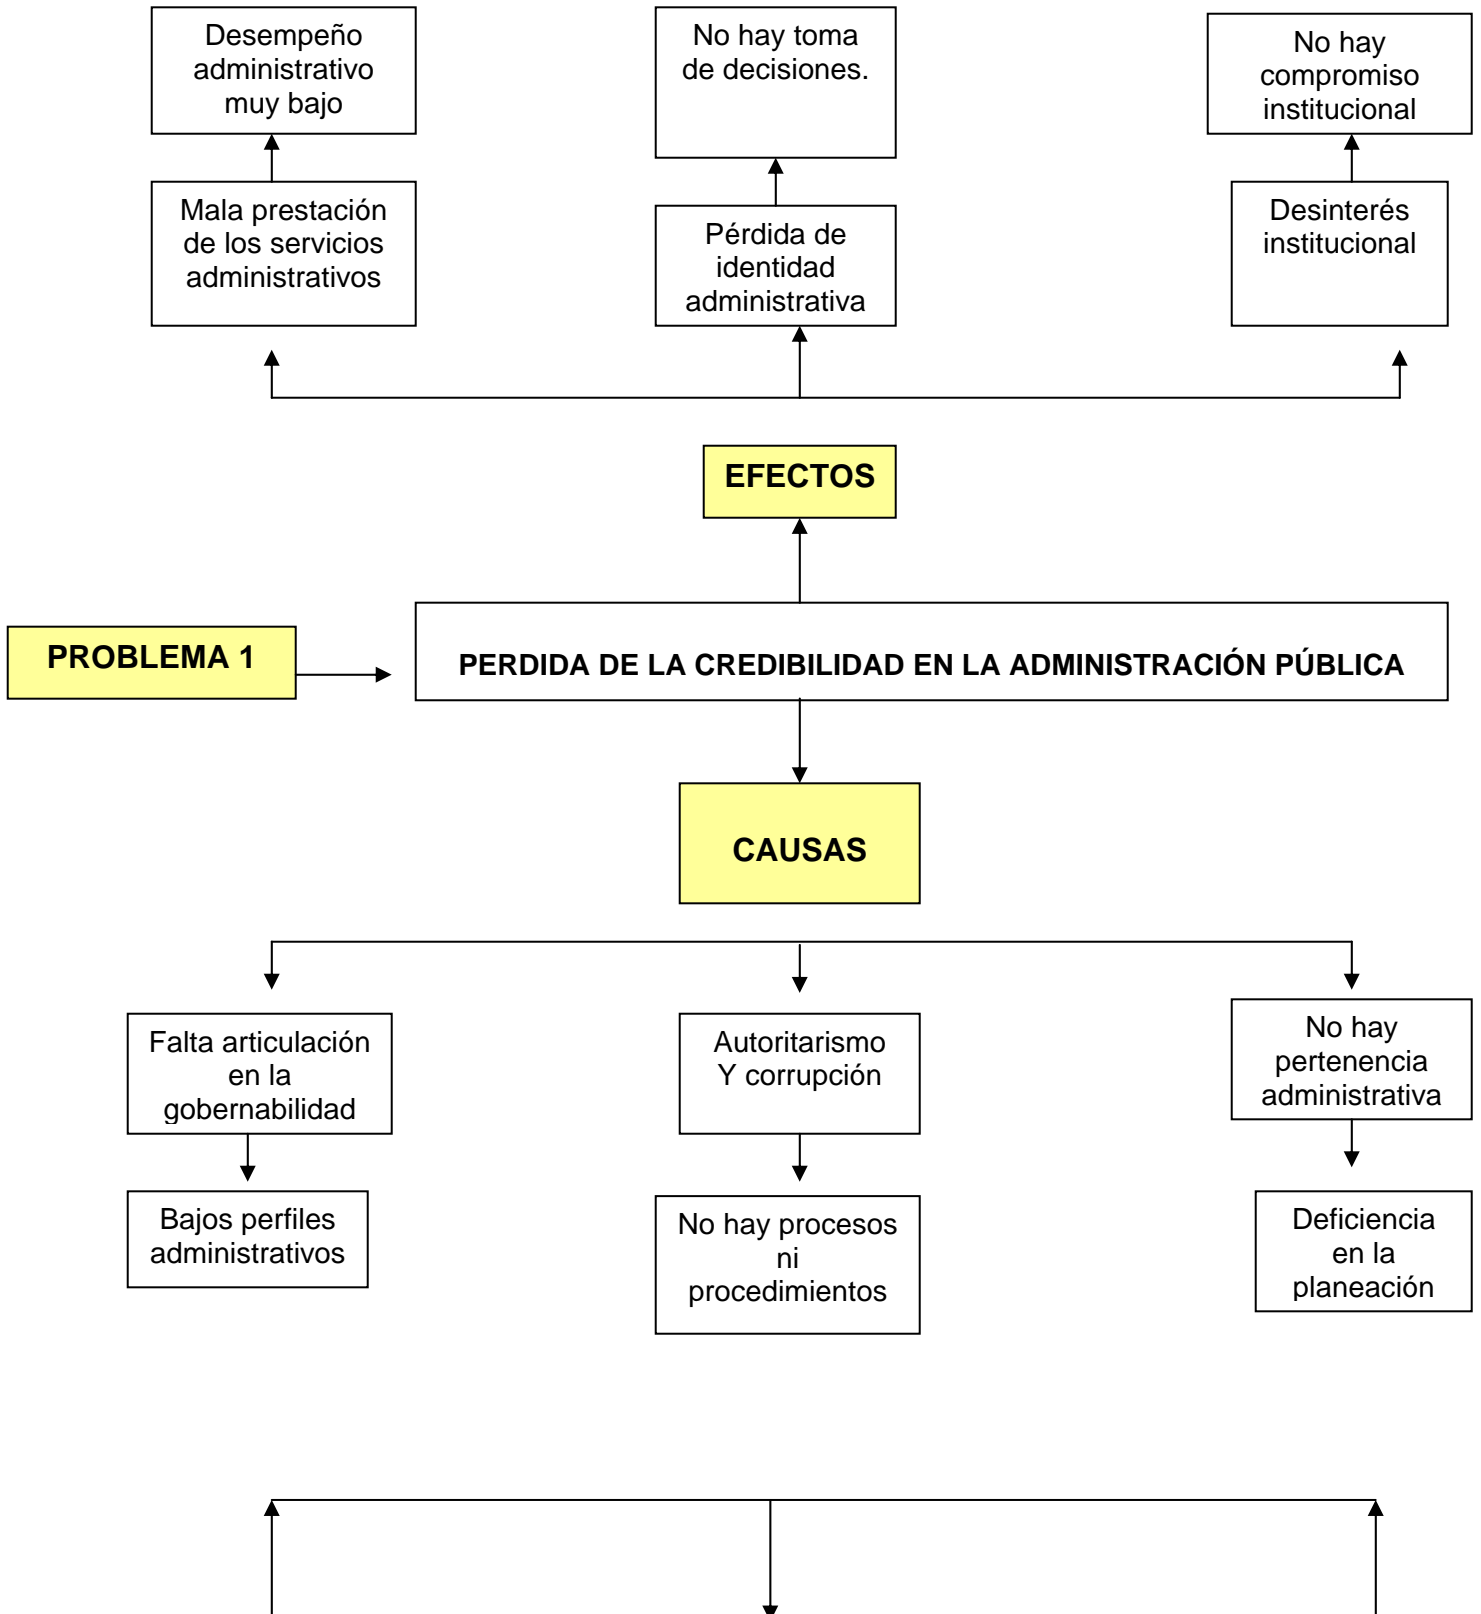 Desempeño
administrativo
muy bajo
No hay toma
de decisiones.
No hay
compromiso
institucional
Mala prestación
de los servicios
administrativos
Pérdida de
identidad
administrativa
Desinterés
institucional
EFECTOS
PROBLEMA 1
PERDIDA DE LA CREDIBILIDAD EN LA ADMINISTRACIÓN PÚBLICA
CAUSAS
Falta articulación
en la
gobernabilidad
Autoritarismo
Y corrupción
No hay
pertenencia
administrativa
Bajos perfiles
administrativos
No hay procesos
ni
procedimientos
Deficiencia
en la
planeación